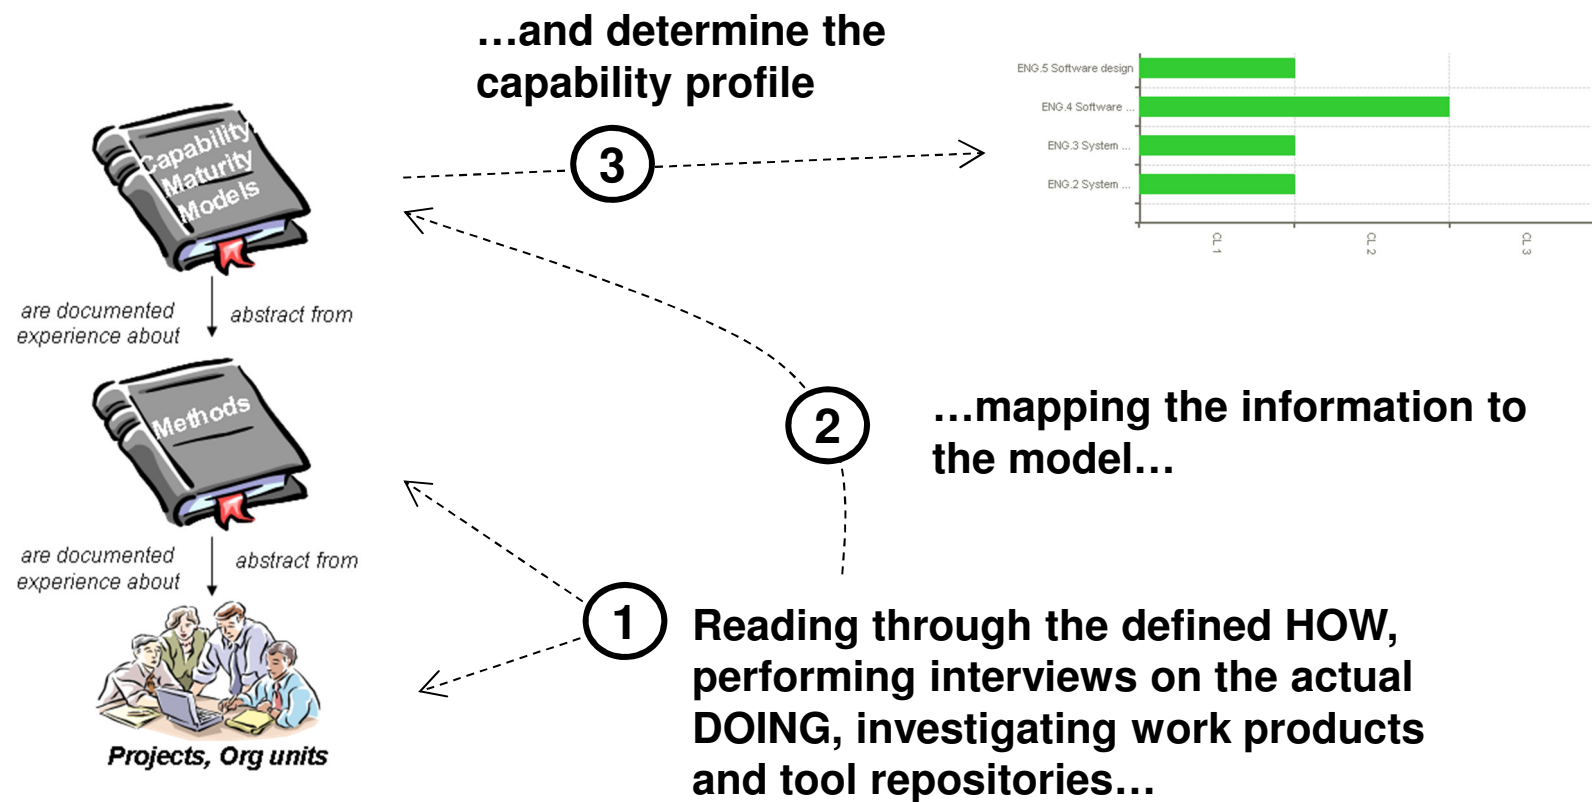 …and determine the
capability profile
3
ENG.5 Software design
ENG.4 Software ...
ENG.3 System ...
ENG.2 System ...
CL 1
CL 2
CL 3
Capability
Maturity
Models
are documented
experience about
abstract from
Methods
2
…mapping the information to
the model…
are documented
experience about
abstract from
1
Reading through the defined HOW,
performing interviews on the actual
DOING, investigating work products
and tool repositories…
Projects, Org units